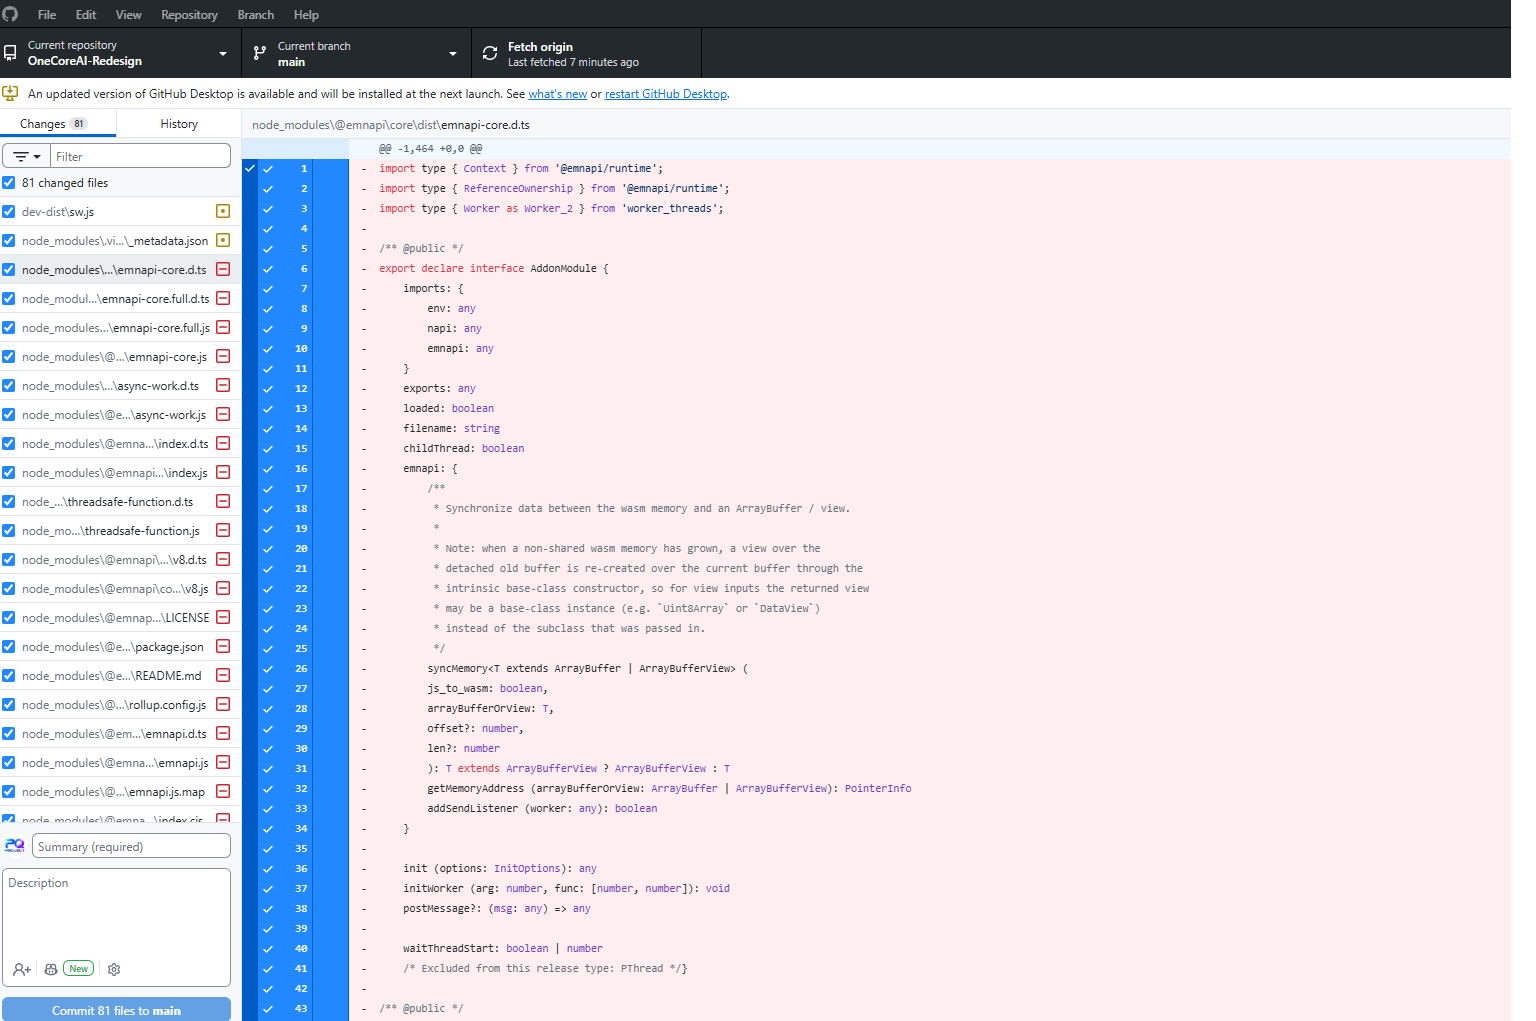 File Edit View Repository Branch Help
Current repository
OneCoreAI-Redesign
Current branch
main
Fetch origin
Last fetched 7 minutes ago
An updated version of GitHub Desktop is available and will be installed at the next launch. See what's new or restart GitHub Desktop.
Changes 81
History
Filter
81 changed files
dev-dist\sw.js
node_modules\.vi...\_metadata.json
node_modules\...\emnapi-core.d.ts
node_modul...\emnapi-core.full.d.ts
node_modules...\emnapi-core.full.js
node_modules\@...\emnapi-core.js
node_modules\...\async-work.d.ts
node_modules\@e...\async-work.js
node_modules\@emna...\index.d.ts
node_modules\@emnapi...\index.js
node_...\threadsafe-function.d.ts
node_mo...\threadsafe-function.js
node_modules\@emnapi\...\v8.d.ts
node_modules\@emnapi\co...\v8.js
node_modules\@emnap...\LICENSE
node_modules\@e...\package.json
node_modules\@e...\README.md
node_modules\@...\rollup.config.js
node_modules\@em...\emnapi.d.ts
node_modules\@emna...\emnapi.js
node_modules\@...\emnapi.js.map
node_modules\@emna...\index.cjs
PQ
PROJECT
Summary (required)
Description
New
Commit 81 files to main
node_modules\@emnapi\core\dist\emnapi-core.d.ts
@@ -1,464 +0,0 @@
1 - import type { Context } from '@emnapi/runtime';
2 - import type { ReferenceOwnership } from '@emnapi/runtime';
3 - import type { Worker as Worker_2 } from 'worker_threads';
4 -
5 - /** @public */
6 - export declare interface AddonModule {
7 - imports: {
8 - env: any
9 - napi: any
10 - emnapi: any
11 - }
12 - exports: any
13 - loaded: boolean
14 - filename: string
15 - childThread: boolean
16 - emnapi: {
17 - /**
18 - * Synchronize data between the wasm memory and an ArrayBuffer / view.
19 - *
20 - * Note: when a non-shared wasm memory has grown, a view over the
21 - * detached old buffer is re-created over the current buffer through the
22 - * intrinsic base-class constructor, so for view inputs the returned view
23 - * may be a base-class instance (e.g. `Uint8Array` or `DataView`)
24 - * instead of the subclass that was passed in.
25 - */
26 - syncMemory<T extends ArrayBuffer | ArrayBufferView> (
27 - js_to_wasm: boolean,
28 - arrayBufferOrView: T,
29 - offset?: number,
30 - len?: number
31 - ): T extends ArrayBufferView ? ArrayBufferView : T
32 - getMemoryAddress (arrayBufferOrView: ArrayBuffer | ArrayBufferView): PointerInfo
33 - addSendListener (worker: any): boolean
34 - }
35 -
36 - init (options: InitOptions): any
37 - initWorker (arg: number, func: [number, number]): void
38 - postMessage?: (msg: any) => any
39 -
40 - waitThreadStart: boolean | number
41 - /* Excluded from this release type: PThread */}
42 -
43 - /** @public */